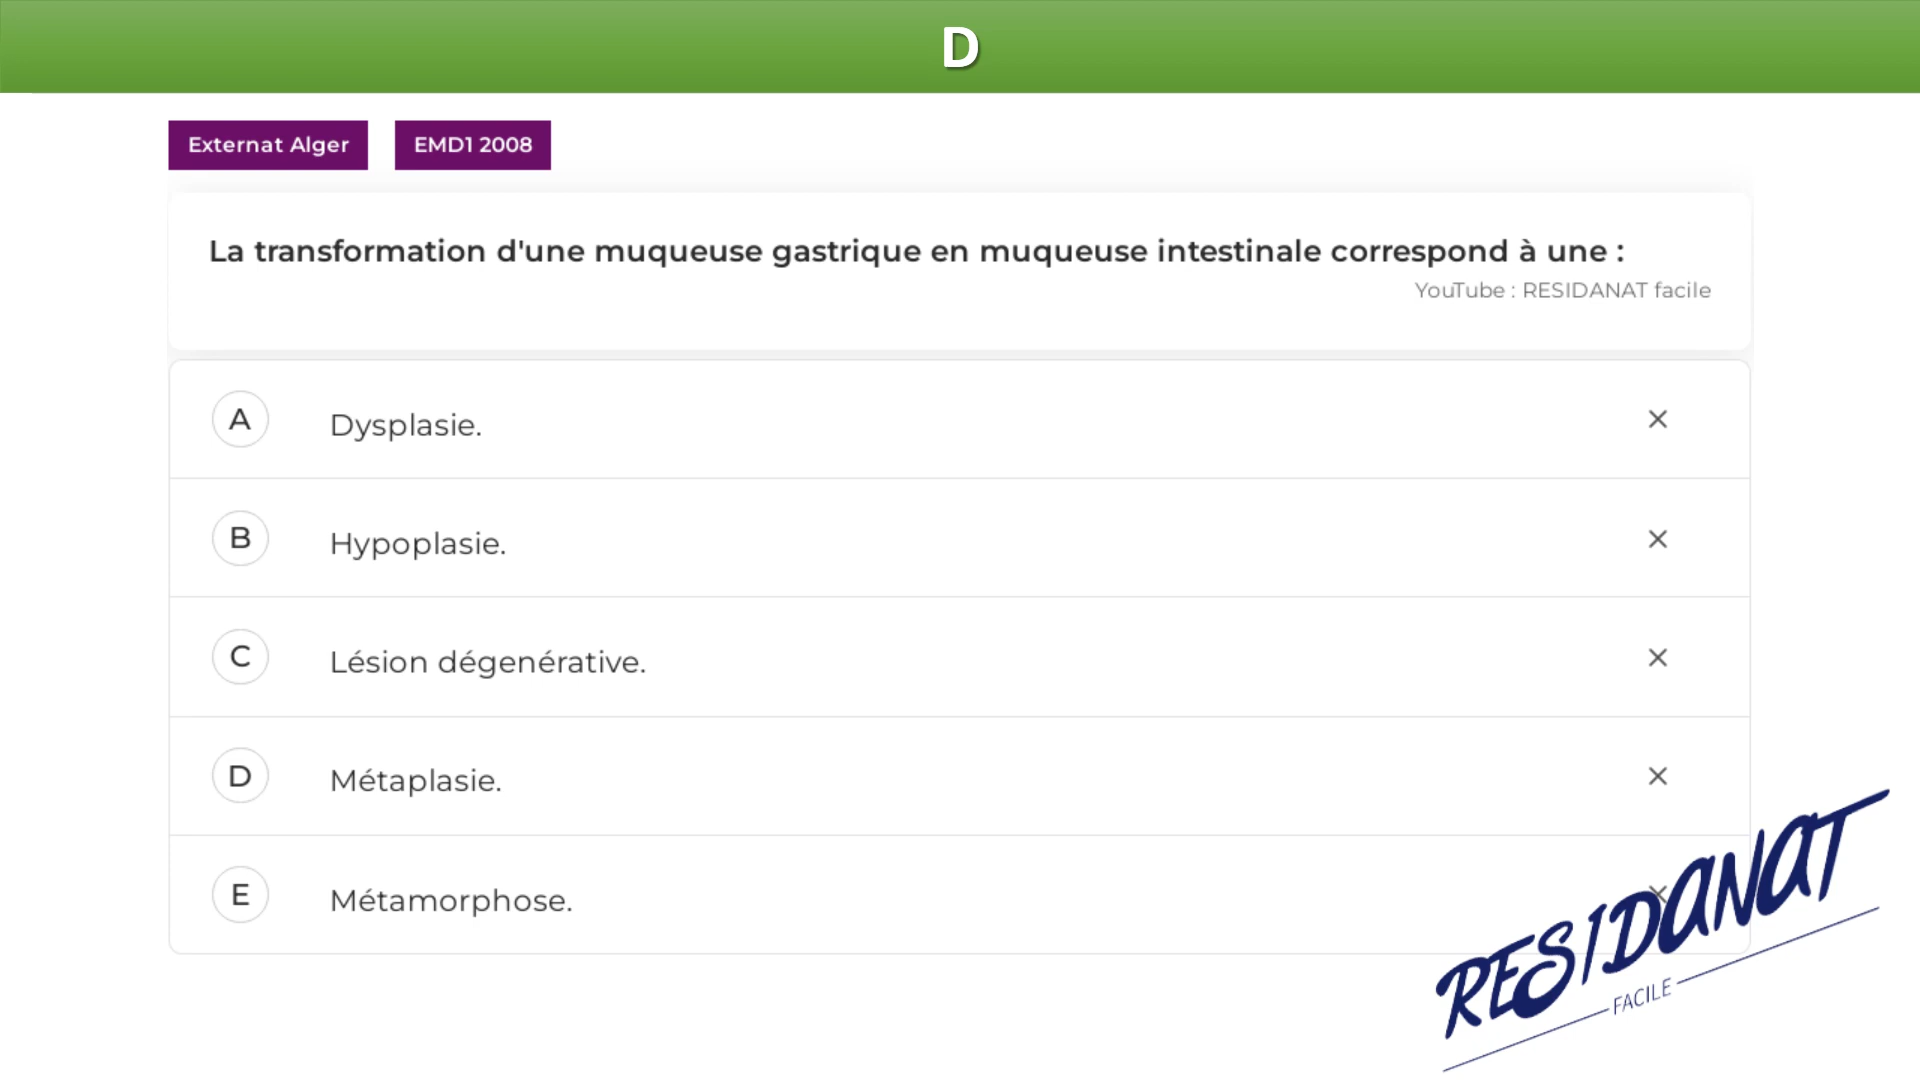 D
Externat Alger EMD1 2008
La transformation d'une muqueuse gastrique en muqueuse intestinale correspond à une :
YouTube : RESIDANAT facile
A Dysplasie.
B Hypoplasie.
C Lésion dégenérative.
D Métaplasie.
E Métamorphose.
RESIDANAT
FACILE